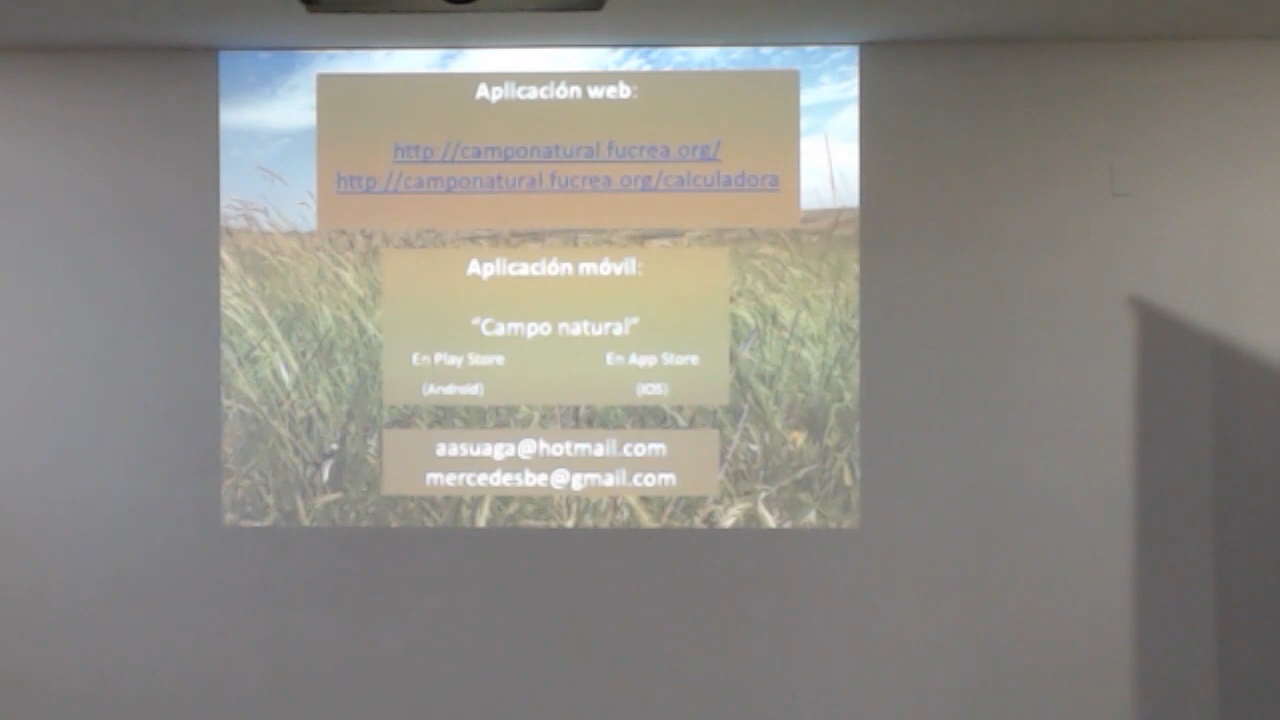 Aplicación web:
http://camponatural.fucrea.org/
http://camponatural.fucrea.org/calculadora
Aplicación móvil:
“Campo natural”
En Play Store En App Store
(Android) (iOS)
aasuaga@hotmail.com
mercedesbe@gmail.com